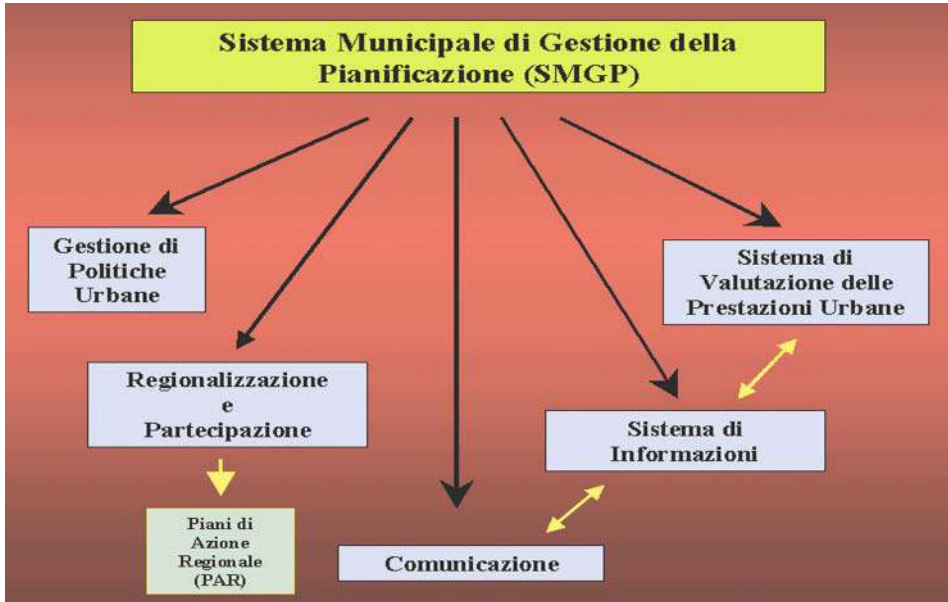 Sistema Municipale di Gestione della
Pianificazione (SMGP)
Gestione di
Politiche
Urbane
Sistema di
Valutazione delle
Prestazioni Urbane
Regionalizzazione
e
Partecipazione
Sistema di
Informazioni
Piani di
Azione
Regionale
(PAR)
Comunicazione